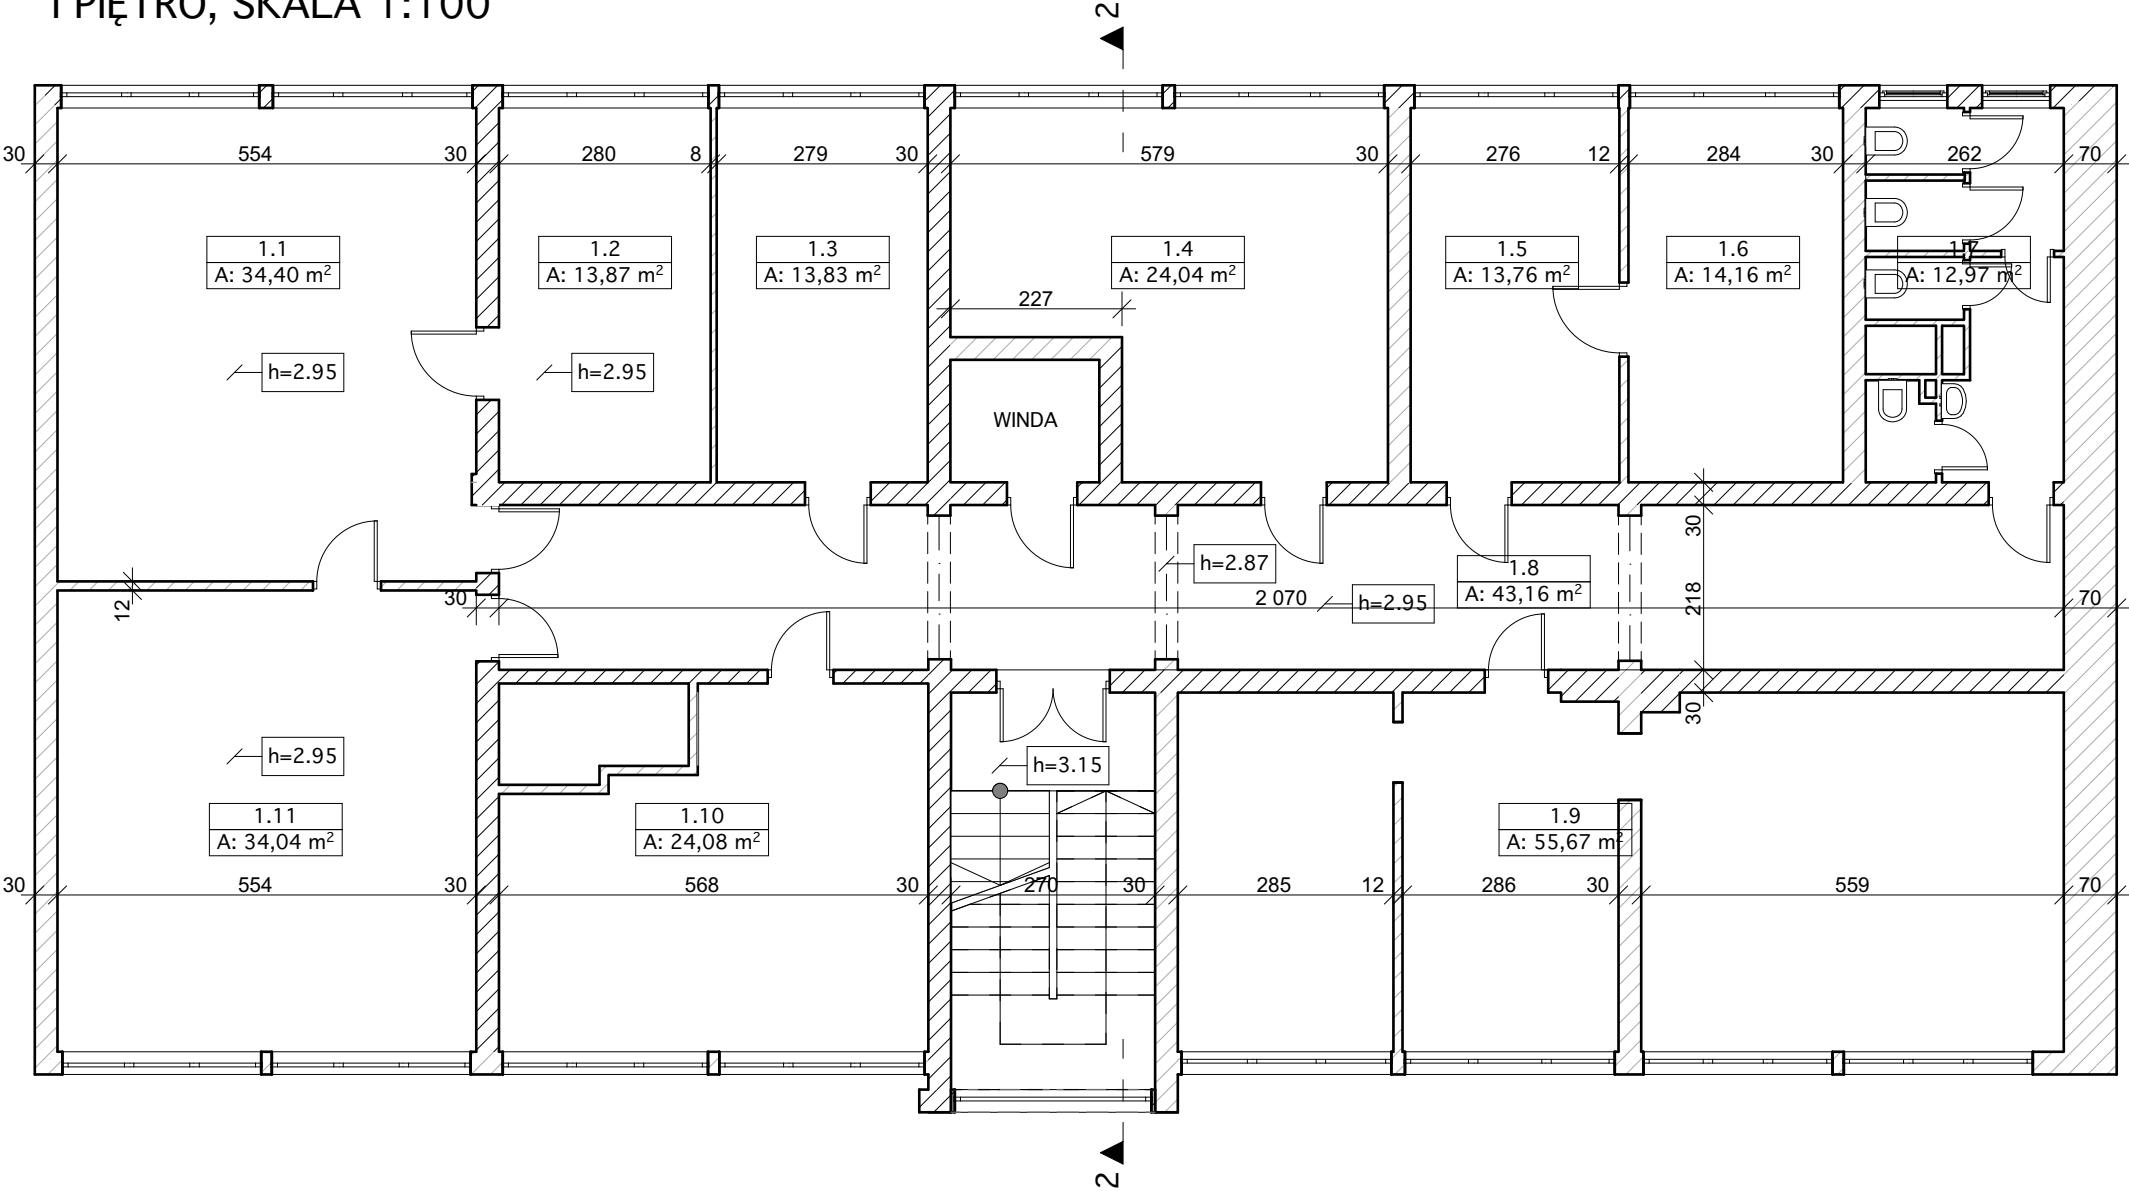 I PIĘTRO, SKALA 1:100
2
30 554 30 280 8 279 30 579 30 276 12 284 30 262 70
1.1
A: 34,40 m²
1.2
A: 13,87 m²
1.3
A: 13,83 m²
1.4
A: 24,04 m²
1.5
A: 13,76 m²
1.6
A: 14,16 m²
1.7
A: 12,97 m²
227
h=2.95
h=2.95
WINDA
30
h=2.87
1.8
A: 43,16 m²
12
30
2 070
h=2.95
218
70
30
h=2.95
h=3.15
1.11
A: 34,04 m²
1.10
A: 24,08 m²
1.9
A: 55,67 m²
30 554 30 568 30 270 30 285 12 286 30 559 70
2